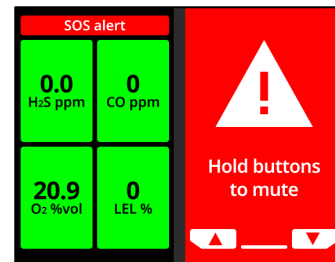 SOS alert
0.0
H₂S ppm
0
CO ppm
20.9
O₂ %vol
0
LEL %
!
Hold buttons
to mute